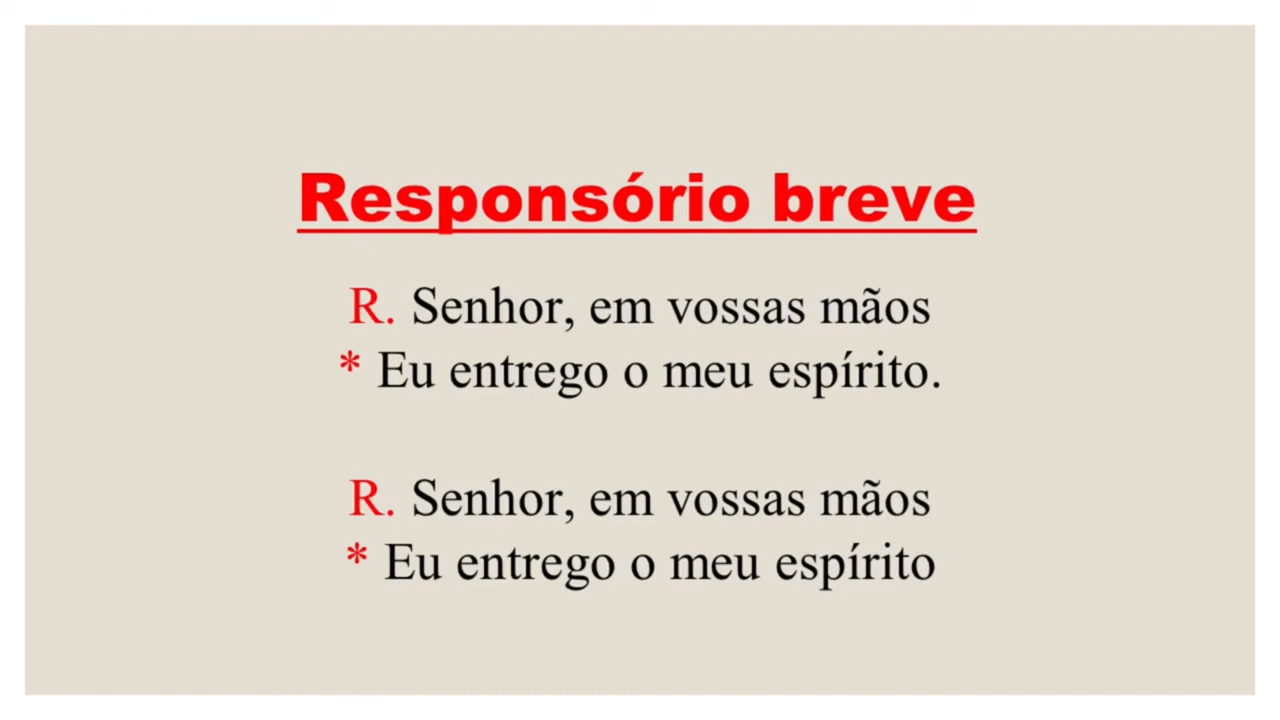 Responsório breve
R. Senhor, em vossas mãos
* Eu entrego o meu espírito.
R. Senhor, em vossas mãos
* Eu entrego o meu espírito